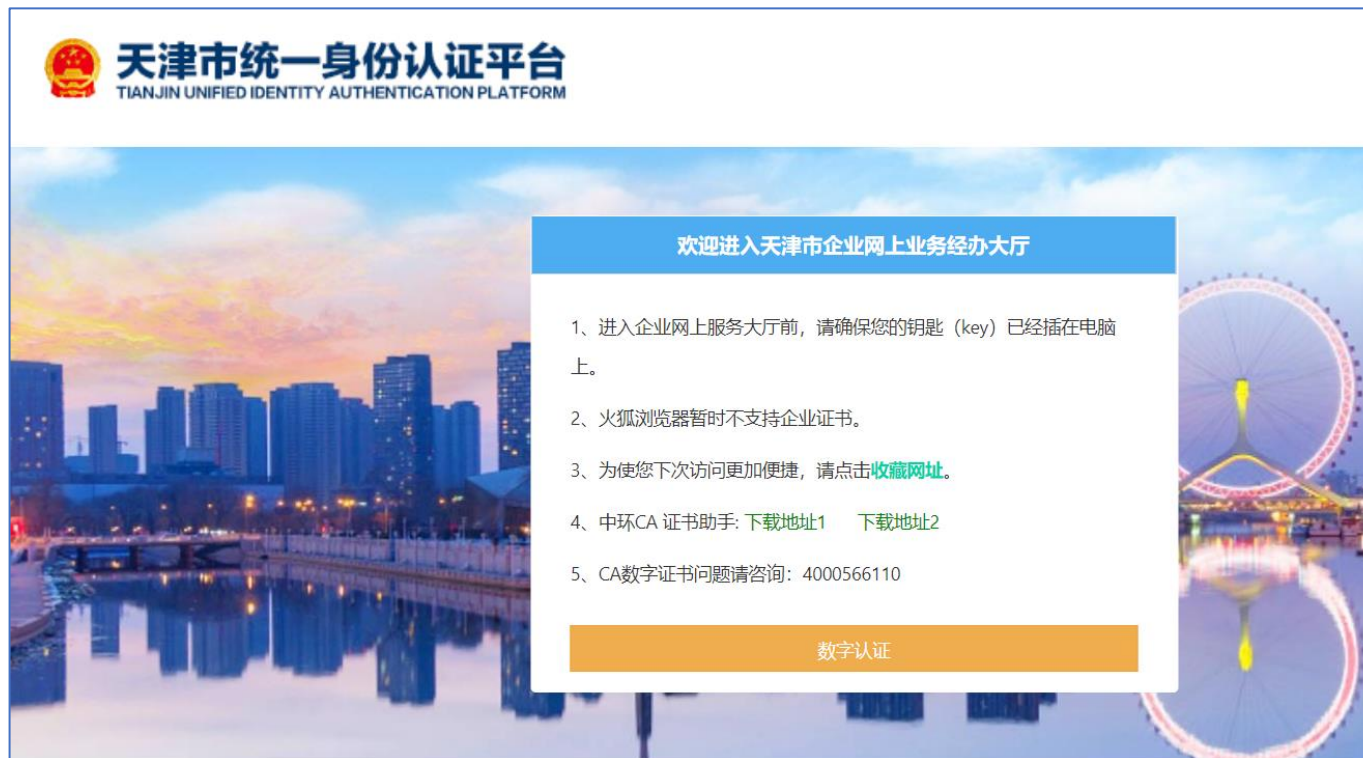 天津市统一身份认证平台
TIANJIN UNIFIED IDENTITY AUTHENTICATION PLATFORM
欢迎进入天津市企业网上业务经办大厅
1、进入企业网上服务大厅前，请确保您的钥匙（key）已经插在电脑
上。
2、火狐浏览器暂时不支持企业证书。
3、为使您下次访问更加便捷，请点击收藏网址。
4、中环CA 证书助手: 下载地址1 下载地址2
5、CA数字证书问题请咨询：4000566110
数字认证